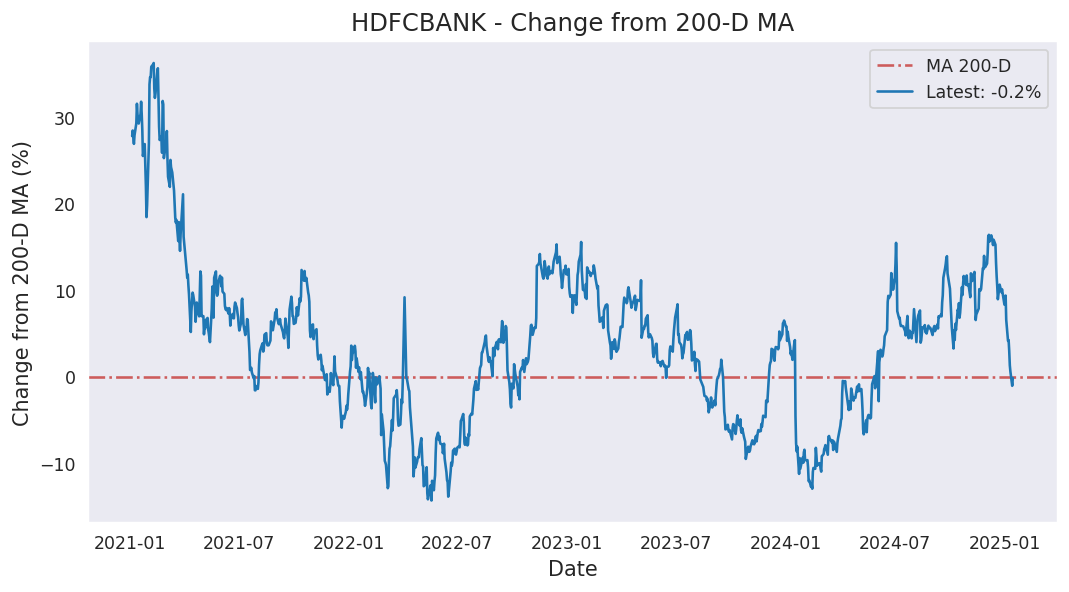 HDFCBANK - Change from 200-D MA
MA 200-D
Latest: -0.2%
Change from 200-D MA (%)
30
20
10
0
−10
2021-01 2021-07 2022-01 2022-07 2023-01 2023-07 2024-01 2024-07 2025-01
Date